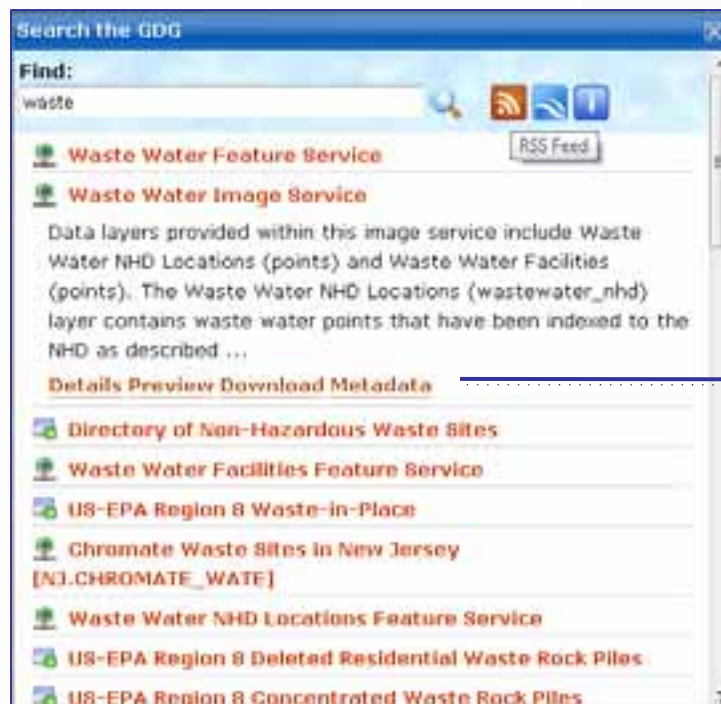 Search the GDG
Find:
waste
RSS Feed
Waste Water Feature Service
Waste Water Image Service
Data layers provided within this image service include Waste
Water NHD Locations (points) and Waste Water Facilities
(points). The Waste Water NHD Locations (wastewater_nhd)
layer contains waste water points that have been indexed to the
NHD as described ...
Details Preview Download Metadata
Directory of Non-Hazardous Waste Sites
Waste Water Facilities Feature Service
US-EPA Region 8 Waste-in-Place
Chromate Waste Sites in New Jersey
[NJ.CHROMATE_WATE]
Waste Water NHD Locations Feature Service
US-EPA Region 8 Deleted Residential Waste Rock Piles
US-EPA Region 8 Concentrated Waste Rock Piles